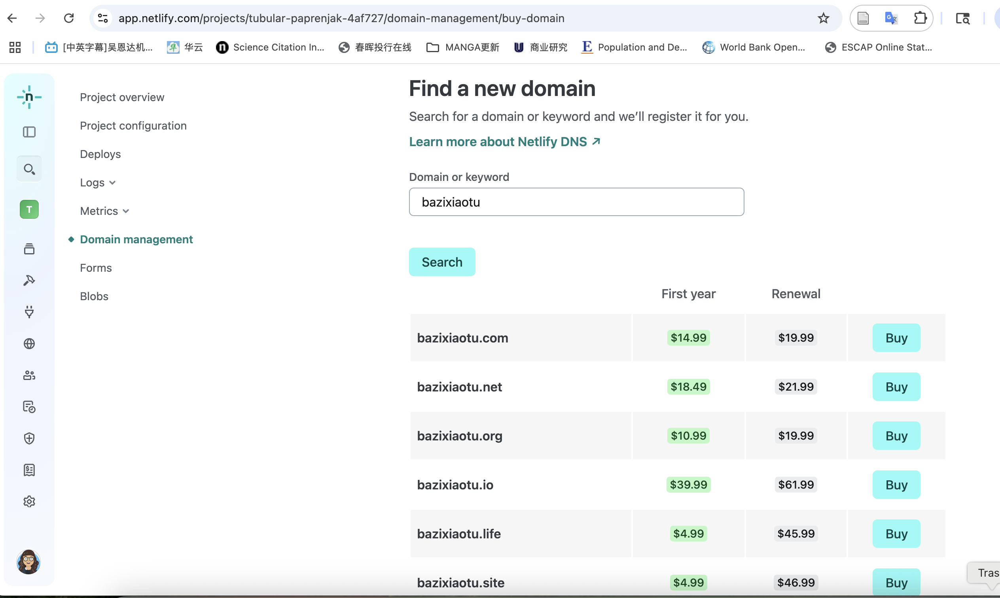 app.netlify.com/projects/tubular-paprenjak-4af727/domain-management/buy-domain
[中英字幕]吴恩达机... 华云 Science Citation In... 春晖投行在线 MANGA更新 商业研究 Population and De... World Bank Open... ESCAP Online Stat...
Project overview
Project configuration
Deploys
Logs
Metrics
Domain management
Forms
Blobs
T
Find a new domain
Search for a domain or keyword and we’ll register it for you.
Learn more about Netlify DNS
Domain or keyword
bazixiaotu
Search
First year Renewal
bazixiaotu.com $14.99 $19.99 Buy
bazixiaotu.net $18.49 $21.99 Buy
bazixiaotu.org $10.99 $19.99 Buy
bazixiaotu.io $39.99 $61.99 Buy
bazixiaotu.life $4.99 $45.99 Buy
bazixiaotu.site $4.99 $46.99 Buy
Tras